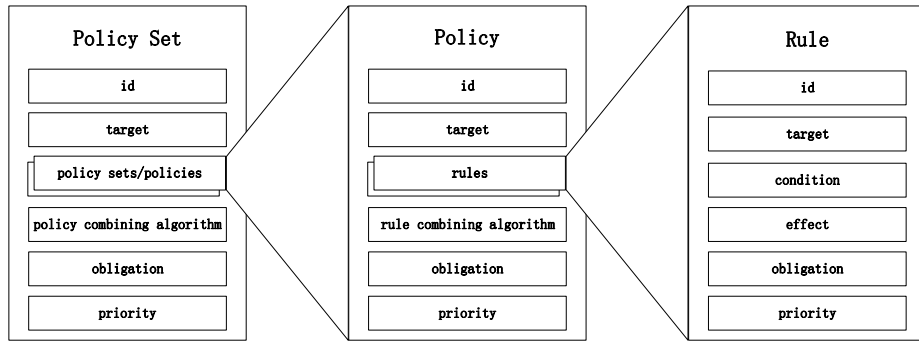 Policy Set
id
target
policy sets/policies
policy combining algorithm
obligation
priority
Policy
id
target
rules
rule combining algorithm
obligation
priority
Rule
id
target
condition
effect
obligation
priority